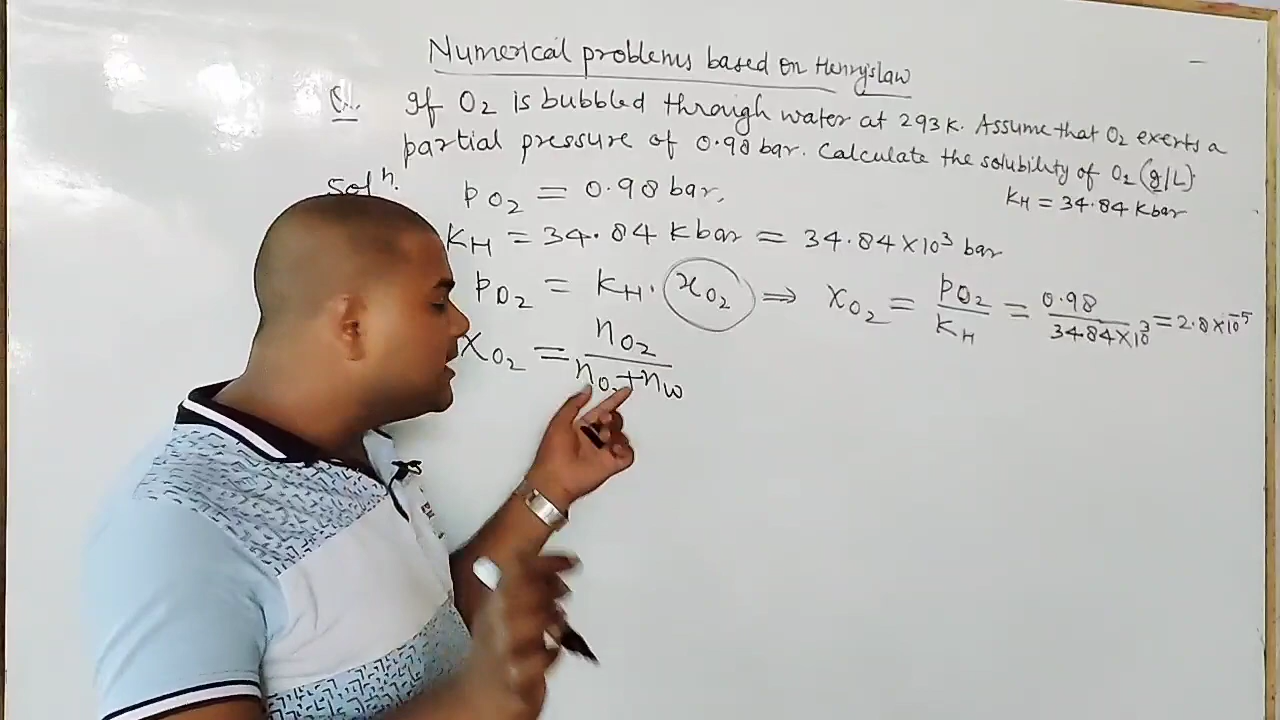 Numerical problems based on Henry's law
Q1. If O2 is bubbled through water at 293 K. Assume that O2 exerts a
partial pressure of 0.98 bar. Calculate the solubility of O2 (g/L).
KH = 34.84 Kbar
Solⁿ. pO2 = 0.98 bar,
KH = 34.84 Kbar = 34.84 × 10³ bar
pO2 = KH . xO2 ⇒ xO2 = pO2/KH = 0.98/34.84×10³ = 2.8×10⁻⁵
xO2 = nO2/nO2+nw